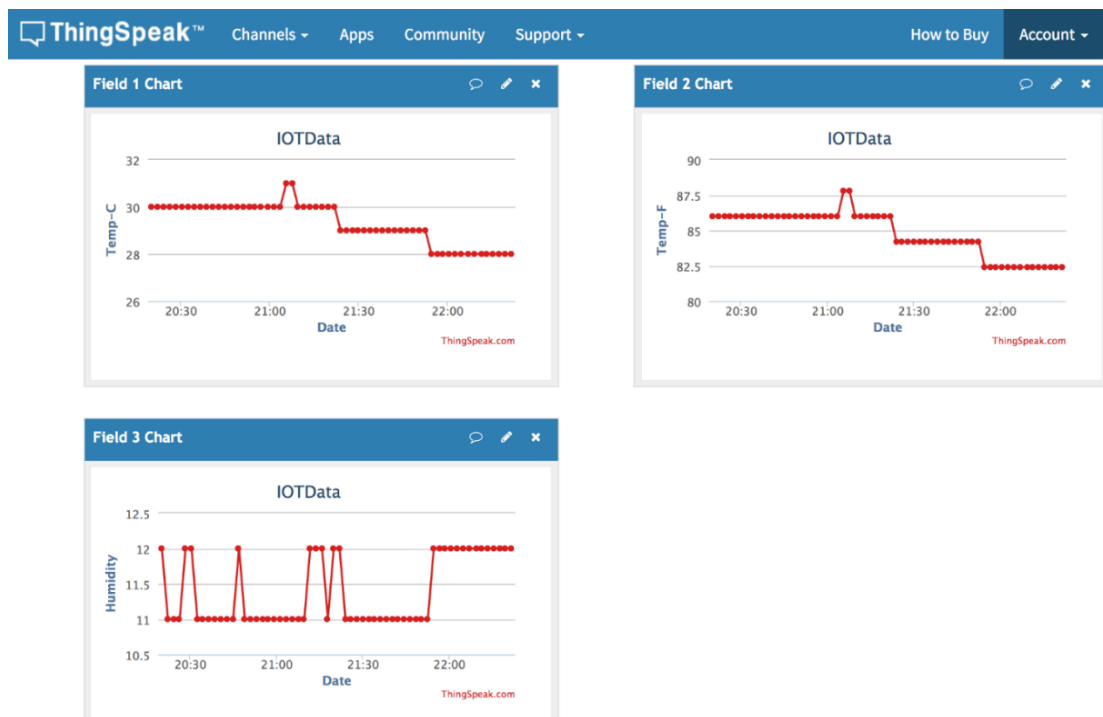 ThingSpeak™ Channels Apps Community Support How to Buy Account
Field 1 Chart
IOTData
32
30
28
26
Temp-C
20:30 21:00 21:30 22:00
Date
ThingSpeak.com
Field 2 Chart
IOTData
90
87.5
85
82.5
80
Temp-F
20:30 21:00 21:30 22:00
Date
ThingSpeak.com
Field 3 Chart
IOTData
12.5
12
11.5
11
10.5
Humidity
20:30 21:00 21:30 22:00
Date
ThingSpeak.com